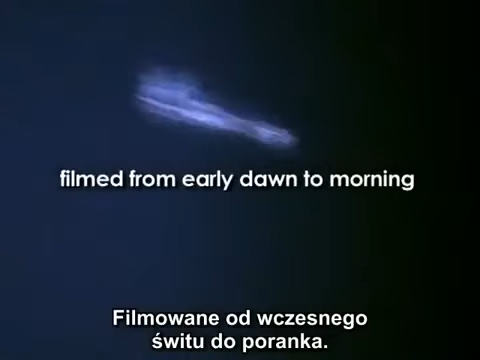 filmed from early dawn to morning
Filmowane od wczesnego
świtu do poranka.